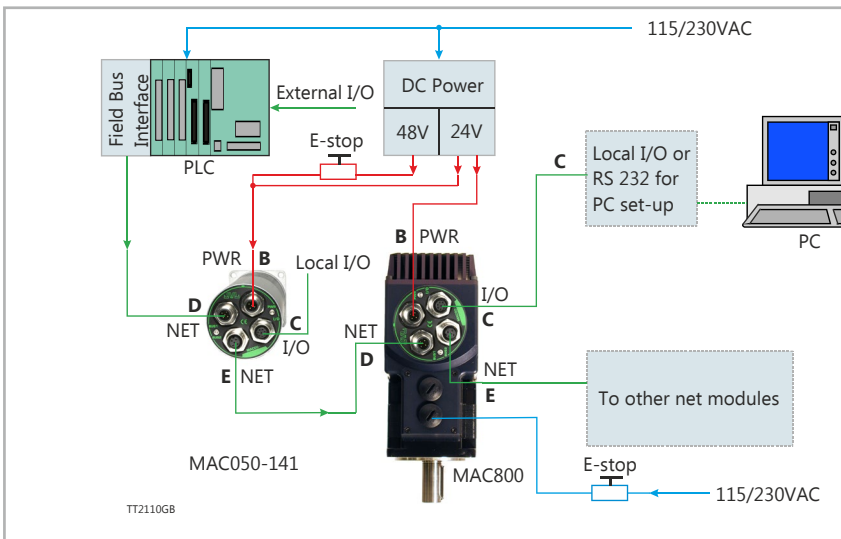 115/230VAC
Field Bus
Interface
PLC
External I/O
DC Power
48V
24V
E-stop
C
Local I/O or
RS 232 for
PC set-up
PC
B PWR
PWR B
Local I/O
D
NET
C
I/O
E NET
I/O
C
NET
D
NET
E
To other net modules
MAC050-141
MAC800
E-stop
115/230VAC
TT2110GB